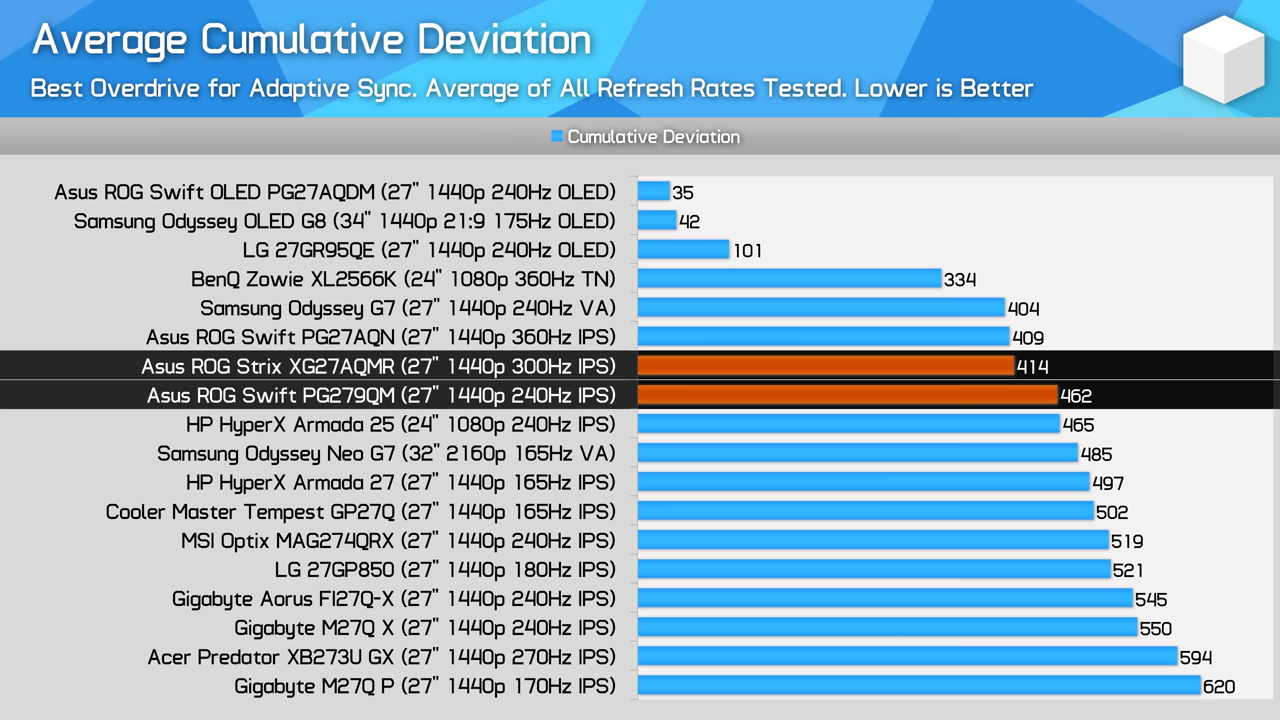 Average Cumulative Deviation
Best Overdrive for Adaptive Sync. Average of All Refresh Rates Tested. Lower is Better
Cumulative Deviation
Asus ROG Swift OLED PG27AQDM (27" 1440p 240Hz OLED) 35
Samsung Odyssey OLED G8 (34" 1440p 21:9 175Hz OLED) 42
LG 27GR95QE (27" 1440p 240Hz OLED) 101
BenQ Zowie XL2566K (24" 1080p 360Hz TN) 334
Samsung Odyssey G7 (27" 1440p 240Hz VA) 404
Asus ROG Swift PG27AQN (27" 1440p 360Hz IPS) 409
Asus ROG Strix XG27AQMR (27" 1440p 300Hz IPS) 414
Asus ROG Swift PG279QM (27" 1440p 240Hz IPS) 462
HP HyperX Armada 25 (24" 1080p 240Hz IPS) 465
Samsung Odyssey Neo G7 (32" 2160p 165Hz VA) 485
HP HyperX Armada 27 (27" 1440p 165Hz IPS) 497
Cooler Master Tempest GP27Q (27" 1440p 165Hz IPS) 502
MSI Optix MAG274QRX (27" 1440p 240Hz IPS) 519
LG 27GP850 (27" 1440p 180Hz IPS) 521
Gigabyte Aorus FI27Q-X (27" 1440p 240Hz IPS) 545
Gigabyte M27Q X (27" 1440p 240Hz IPS) 550
Acer Predator XB273U GX (27" 1440p 270Hz IPS) 594
Gigabyte M27Q P (27" 1440p 170Hz IPS) 620